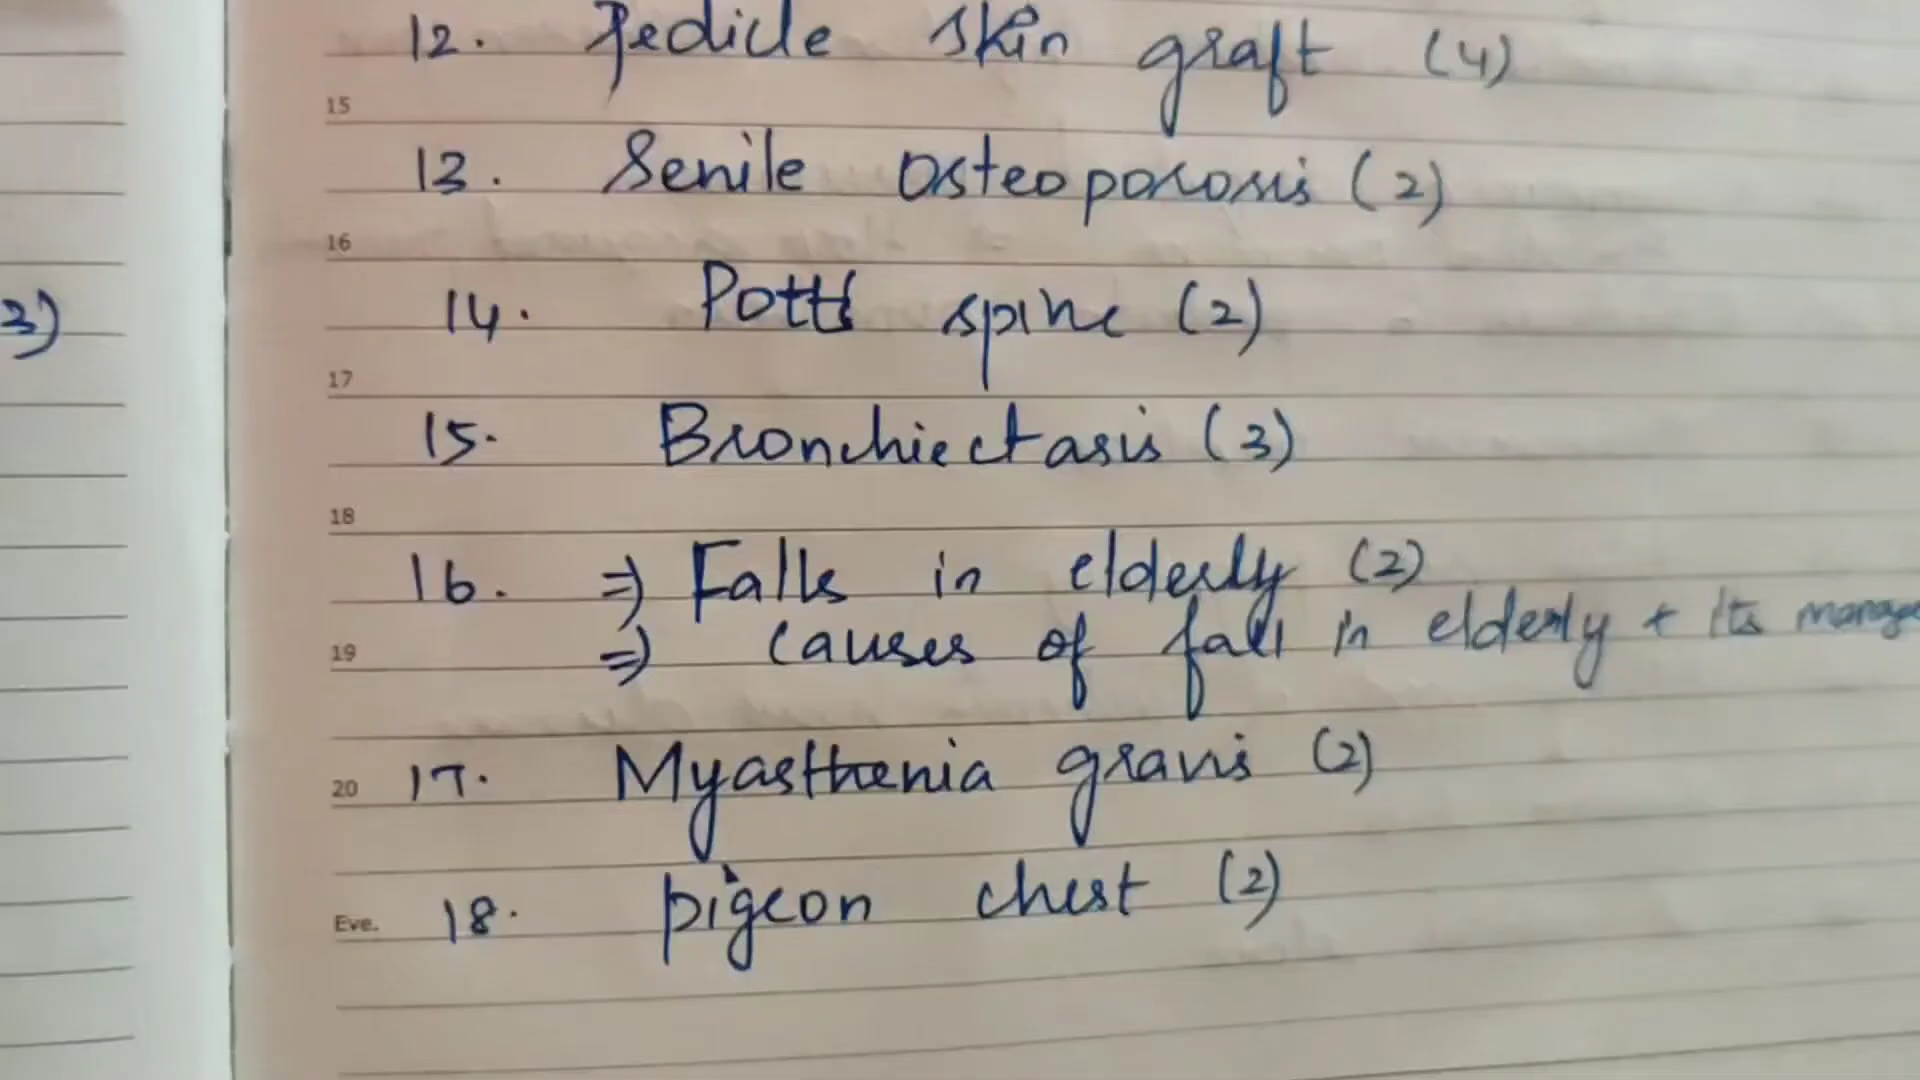 12. Pedicle skin graft (4)
15
13. Senile osteoporosis (2)
16
14. Potts spine (2)
3)
17
15. Bronchiectasis (3)
18
16. ⇒ Falls in elderly (2)
19 ⇒ causes of fall in elderly + its manage
20 17. Myasthenia gravis (2)
Eve. 18. pigeon chest (2)